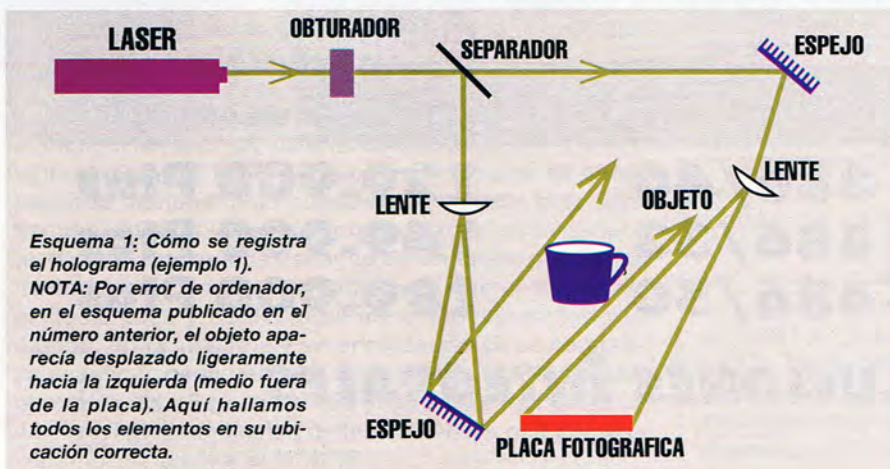 LASER
OBTURADOR
SEPARADOR
ESPEJO
LENTE
LENTE
OBJETO
Esquema 1: Cómo se registra
el holograma (ejemplo 1).
NOTA: Por error de ordenador,
en el esquema publicado en el
número anterior, el objeto apa-
recía desplazado ligeramente
hacia la izquierda (medio fuera
de la placa). Aquí hallamos
todos los elementos en su ubi-
cación correcta.
ESPEJO
PLACA FOTOGRAFICA